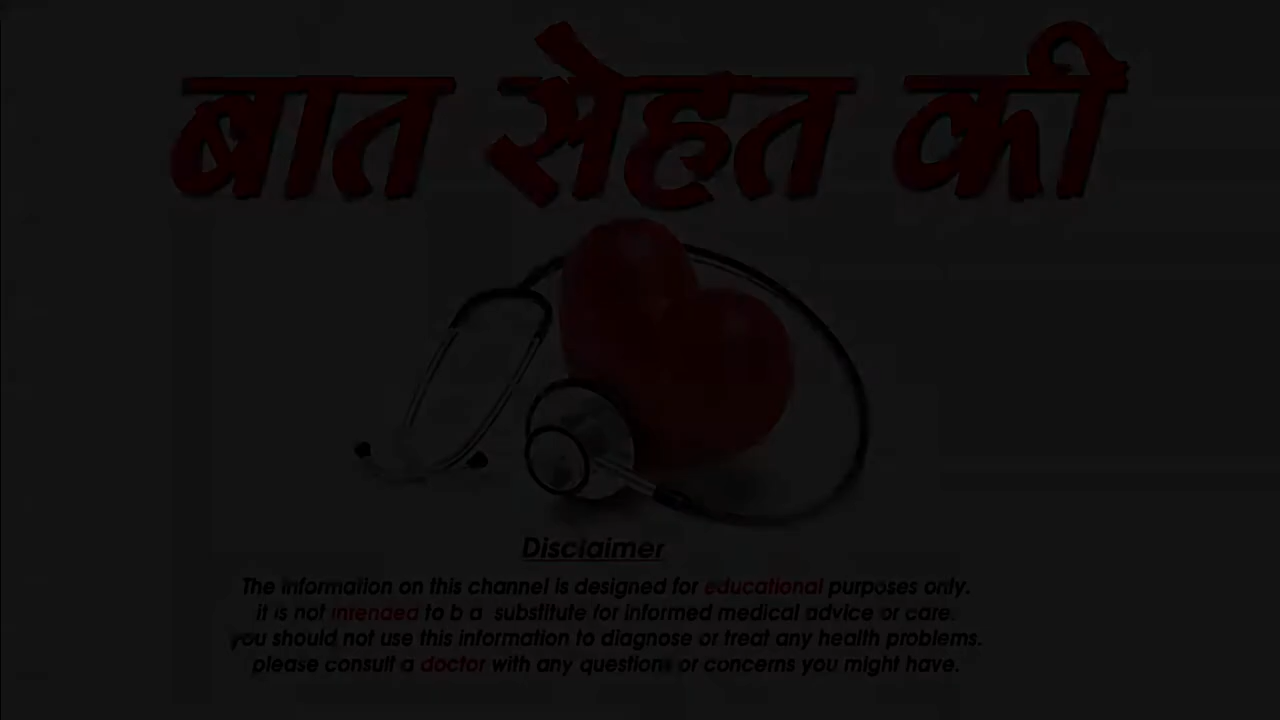 बात सेहत की
Disclaimer
The information on this channel is designed for educational purposes only.
it is not intended to b a substitute for informed medical advice or care.
you should not use this information to diagnose or treat any health problems.
please consult a doctor with any questions or concerns you might have.